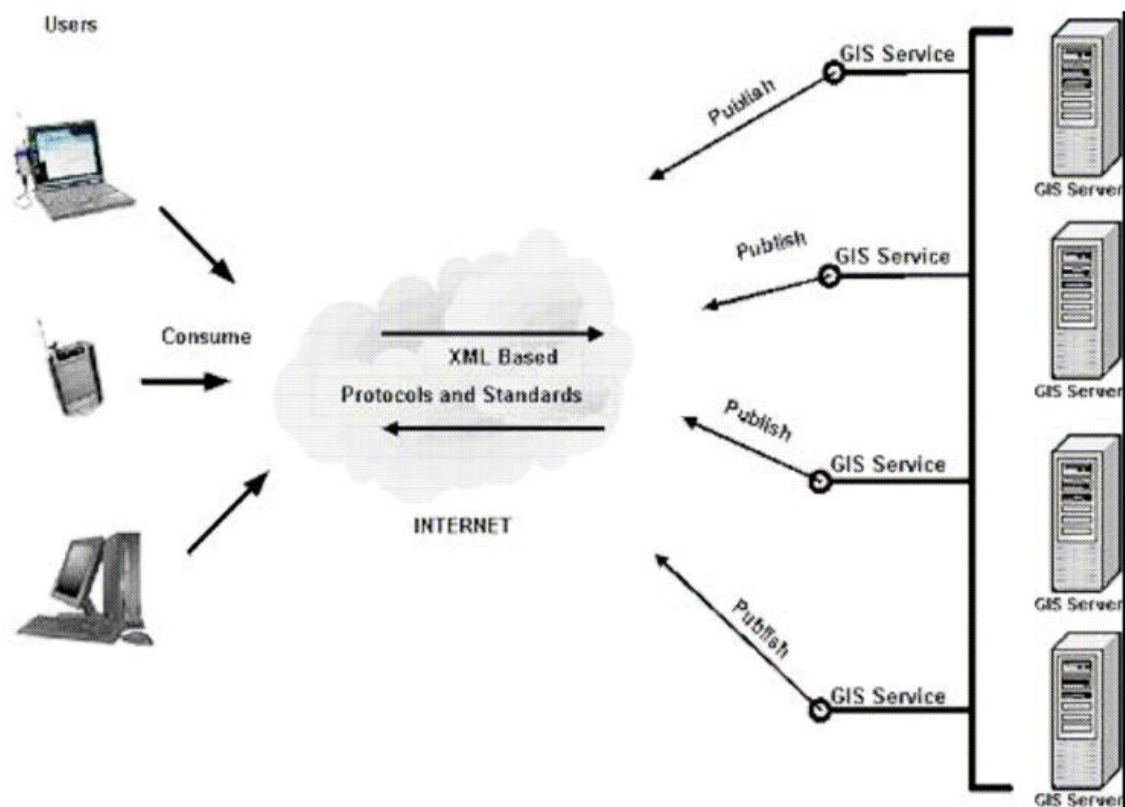 Users
GIS Service
Publish
GIS Server
Publish
GIS Service
Consume
XML Based
Protocols and Standards
GIS Server
Publish
GIS Service
INTERNET
GIS Server
Publish
GIS Service
GIS Server